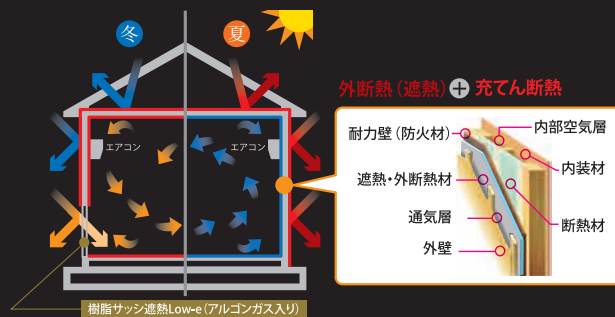 冬
夏
外断熱（遮熱）＋充てん断熱
エアコン
エアコン
耐力壁（防火材）
内部空気層
内装材
遮熱・外断熱材
通気層
断熱材
外壁
樹脂サッシ遮熱Low-e（アルゴンガス入り）